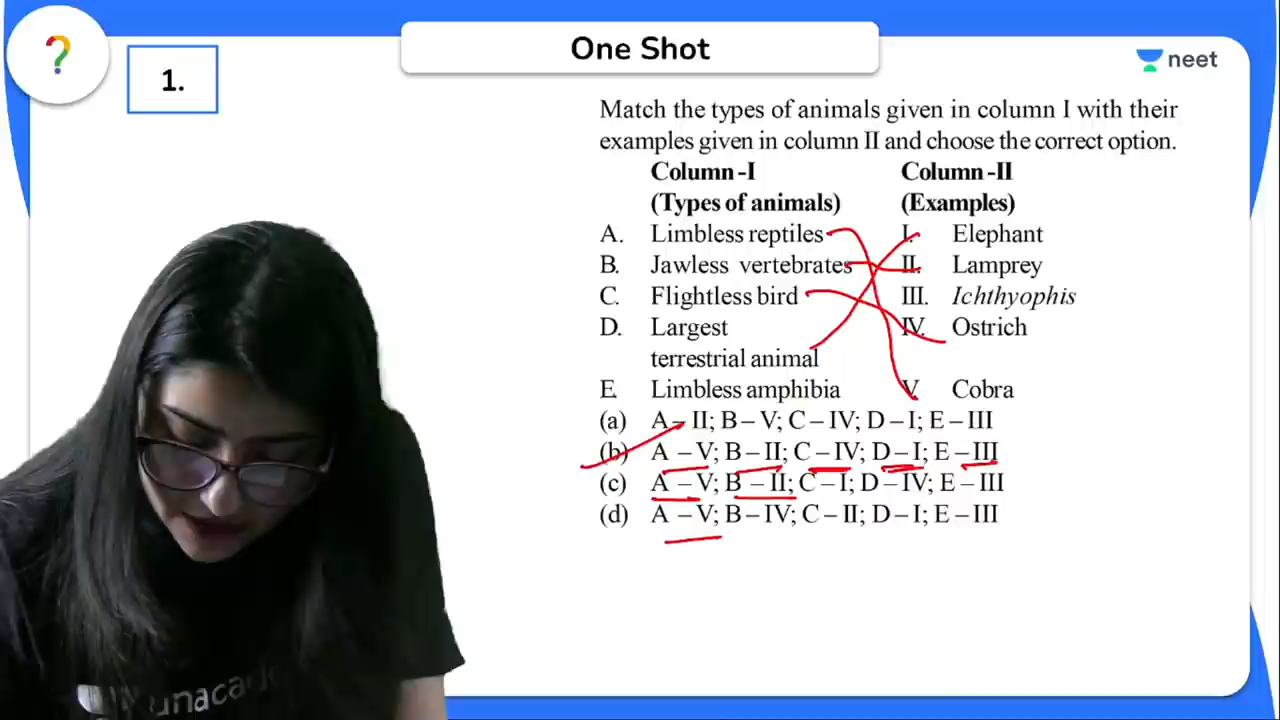 ?
1.
One Shot
neet
Match the types of animals given in column I with their
examples given in column II and choose the correct option.
Column-I Column-II
(Types of animals) (Examples)
A. Limbless reptiles I. Elephant
B. Jawless vertebrates II. Lamprey
C. Flightless bird III. Ichthyophis
D. Largest IV. Ostrich
terrestrial animal
E. Limbless amphibia V. Cobra
(a) A – II; B – V; C – IV; D – I; E – III
(b) A – V; B – II; C – IV; D – I; E – III
(c) A – V; B – II; C – I; D – IV; E – III
(d) A – V; B – IV; C – II; D – I; E – III